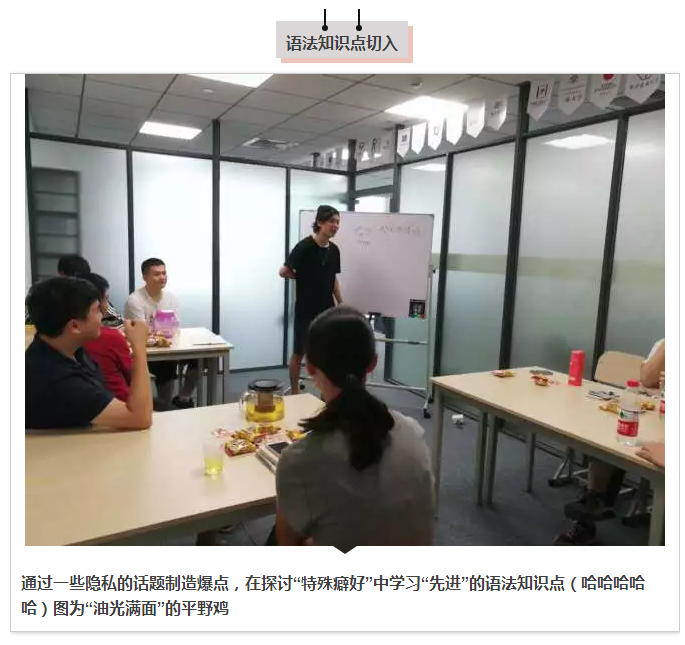 语法知识点切入
通过一些隐私的话题制造爆点，在探讨“特殊癖好”中学习“先进”的语法知识点（哈哈哈哈
哈）图为“油光满面”的平野鸡